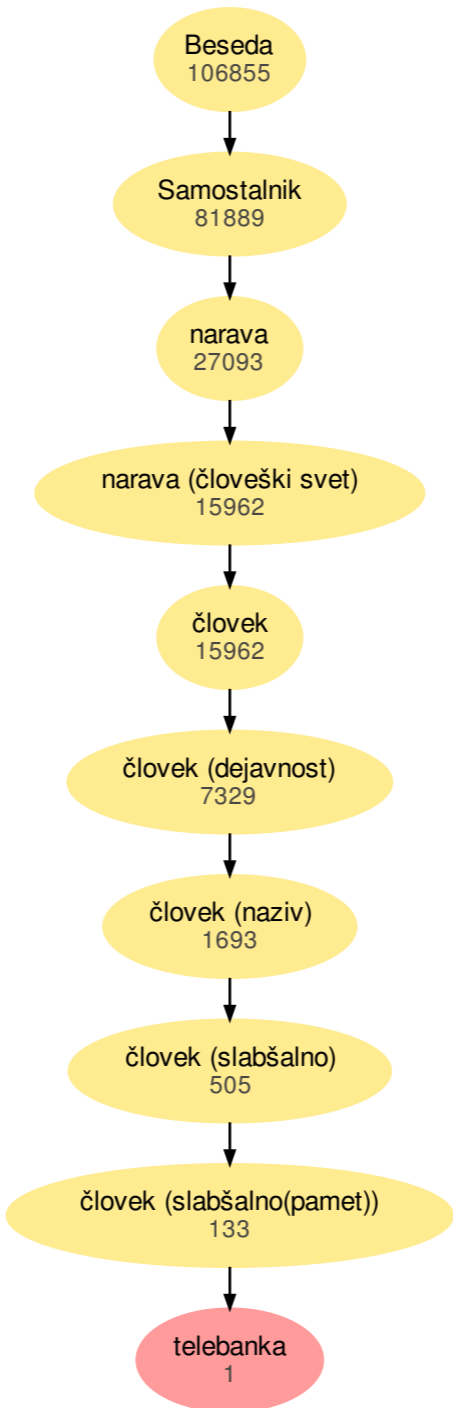 Beseda
106855
Samostalnik
81889
narava
27093
narava (človeški svet)
15962
človek
15962
človek (dejavnost)
7329
človek (naziv)
1693
človek (slabšalno)
505
človek (slabšalno(pamet))
133
telebanka
1